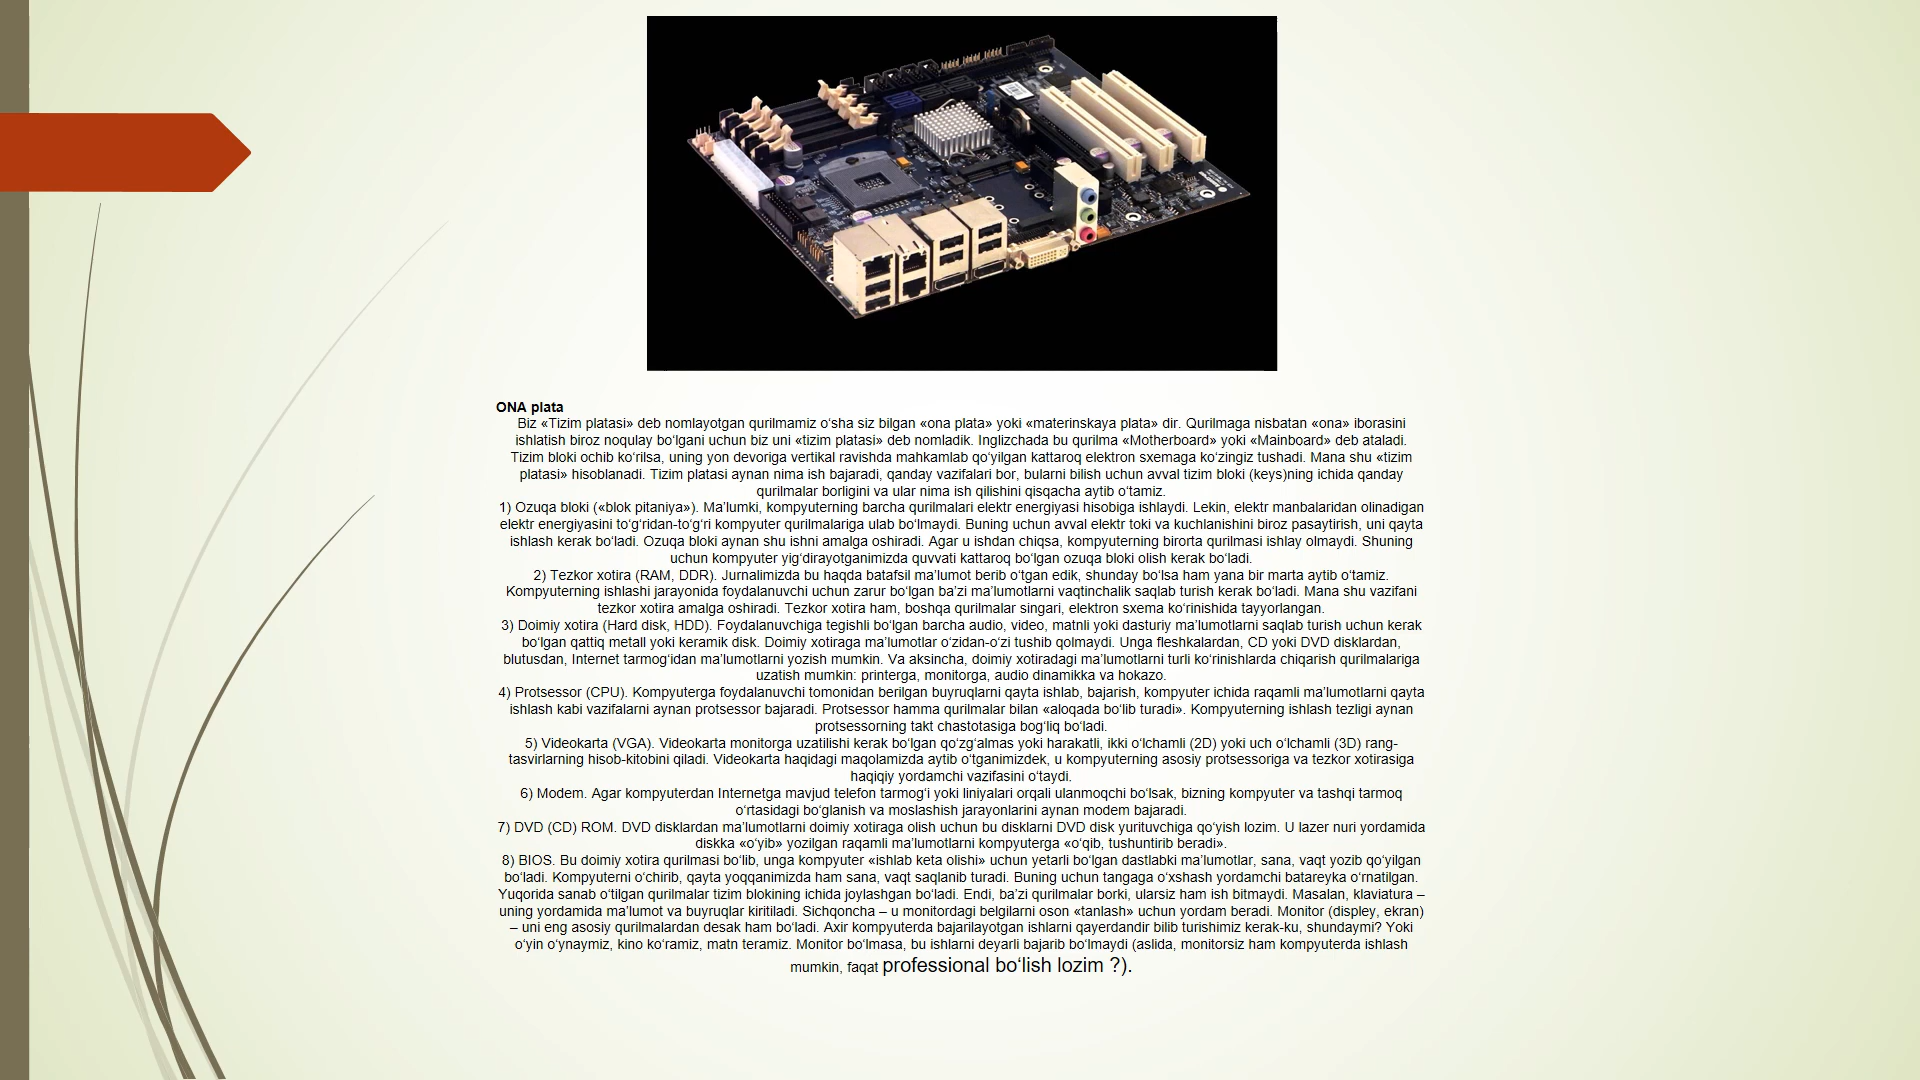 ONA plata
Biz «Tizim platasi» deb nomlayotgan qurilmamiz o‘sha siz bilgan «ona plata» yoki «materinskaya plata» dir. Qurilmaga nisbatan «ona» iborasini
ishlatish biroz noqulay bo‘lgani uchun biz uni «tizim platasi» deb nomladik. Inglizchada bu qurilma «Motherboard» yoki «Mainboard» deb ataladi.
Tizim bloki ochib ko‘rilsa, uning yon devoriga vertikal ravishda mahkamlab qo‘yilgan kattaroq elektron sxemaga ko‘zingiz tushadi. Mana shu «tizim
platasi» hisoblanadi. Tizim platasi aynan nima ish bajaradi, qanday vazifalari bor, bularni bilish uchun avval tizim bloki (keys)ning ichida qanday
qurilmalar borligini va ular nima ish qilishini qisqacha aytib o‘tamiz.
1) Ozuqa bloki («blok pitaniya»). Ma’lumki, kompyuterning barcha qurilmalari elektr energiyasi hisobiga ishlaydi. Lekin, elektr manbalaridan olinadigan
elektr energiyasini to‘g‘ridan-to‘g‘ri kompyuter qurilmalariga ulab bo‘lmaydi. Buning uchun avval elektr toki va kuchlanishini biroz pasaytirish, uni qayta
ishlash kerak bo‘ladi. Ozuqa bloki aynan shu ishni amalga oshiradi. Agar u ishdan chiqsa, kompyuterning birorta qurilmasi ishlay olmaydi. Shuning
uchun kompyuter yig‘dirayotganimizda quvvati kattaroq bo‘lgan ozuqa bloki olish kerak bo‘ladi.
2) Tezkor xotira (RAM, DDR). Jurnalimizda bu haqda batafsil ma’lumot berib o‘tgan edik, shunday bo‘lsa ham yana bir marta aytib o‘tamiz.
Kompyuterning ishlashi jarayonida foydalanuvchi uchun zarur bo‘lgan ba’zi ma’lumotlarni vaqtinchalik saqlab turish kerak bo‘ladi. Mana shu vazifani
tezkor xotira amalga oshiradi. Tezkor xotira ham, boshqa qurilmalar singari, elektron sxema ko‘rinishida tayyorlangan.
3) Doimiy xotira (Hard disk, HDD). Foydalanuvchiga tegishli bo‘lgan barcha audio, video, matnli yoki dasturiy ma’lumotlarni saqlab turish uchun kerak
bo‘lgan qattiq metall yoki keramik disk. Doimiy xotiraga ma’lumotlar o‘zidan-o‘zi tushib qolmaydi. Unga fleshkalardan, CD yoki DVD disklardan,
blutusdan, Internet tarmog‘idan ma’lumotlarni yozish mumkin. Va aksincha, doimiy xotiradagi ma’lumotlarni turli ko‘rinishlarda chiqarish qurilmalariga
uzatish mumkin: printerga, monitorga, audio dinamikka va hokazo.
4) Protsessor (CPU). Kompyuterga foydalanuvchi tomonidan berilgan buyruqlarni qayta ishlab, bajarish, kompyuter ichida raqamli ma’lumotlarni qayta
ishlash kabi vazifalarni aynan protsessor bajaradi. Protsessor hamma qurilmalar bilan «aloqada bo‘lib turadi». Kompyuterning ishlash tezligi aynan
protsessorning takt chastotasiga bog‘liq bo‘ladi.
5) Videokarta (VGA). Videokarta monitorga uzatilishi kerak bo‘lgan qo‘zg‘almas yoki harakatli, ikki o‘lchamli (2D) yoki uch o‘lchamli (3D) rang-
tasvirlarning hisob-kitobini qiladi. Videokarta haqidagi maqolamizda aytib o‘tganimizdek, u kompyuterning asosiy protsessoriga va tezkor xotirasiga
haqiqiy yordamchi vazifasini o‘taydi.
6) Modem. Agar kompyuterdan Internetga mavjud telefon tarmog‘i yoki liniyalari orqali ulanmoqchi bo‘lsak, bizning kompyuter va tashqi tarmoq
o‘rtasidagi bo‘glanish va moslashish jarayonlarini aynan modem bajaradi.
7) DVD (CD) ROM. DVD disklardan ma’lumotlarni doimiy xotiraga olish uchun bu disklarni DVD disk yurituvchiga qo‘yish lozim. U lazer nuri yordamida
diskka «o‘yib» yozilgan raqamli ma’lumotlarni kompyuterga «o‘qib, tushuntirib beradi».
8) BIOS. Bu doimiy xotira qurilmasi bo‘lib, unga kompyuter «ishlab keta olishi» uchun yetarli bo‘lgan dastlabki ma’lumotlar, sana, vaqt yozib qo‘yilgan
bo‘ladi. Kompyuterni o‘chirib, qayta yoqqanimizda ham sana, vaqt saqlanib turadi. Buning uchun tangaga o‘xshash yordamchi batareyka o‘rnatilgan.
Yuqorida sanab o‘tilgan qurilmalar tizim blokining ichida joylashgan bo‘ladi. Endi, ba’zi qurilmalar borki, ularsiz ham ish bitmaydi. Masalan, klaviatura –
uning yordamida ma’lumot va buyruqlar kiritiladi. Sichqoncha – u monitordagi belgilarni oson «tanlash» uchun yordam beradi. Monitor (displey, ekran)
– uni eng asosiy qurilmalardan desak ham bo‘ladi. Axir kompyuterda bajarilayotgan ishlarni qayerdandir bilib turishimiz kerak-ku, shundaymi? Yoki
o‘yin o‘ynaymiz, kino ko‘ramiz, matn teramiz. Monitor bo‘lmasa, bu ishlarni deyarli bajarib bo‘lmaydi (aslida, monitorsiz ham kompyuterda ishlash
mumkin, faqat professional bo‘lish lozim ?).